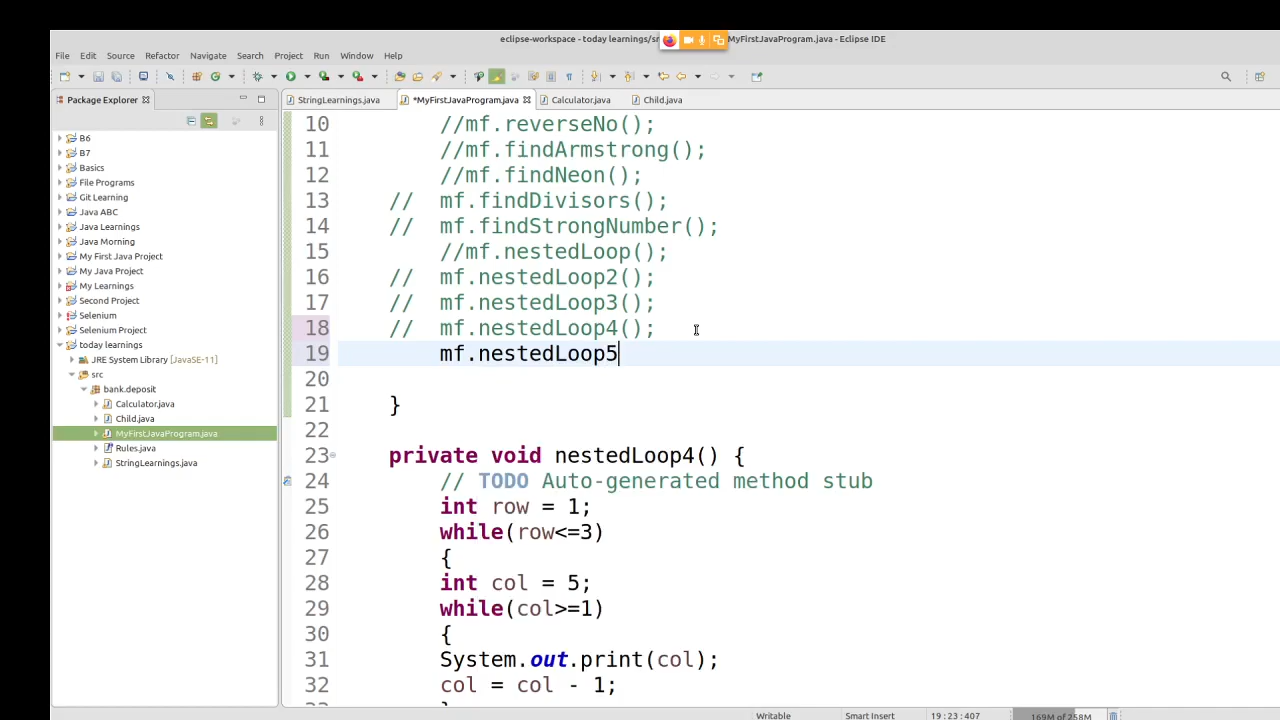 eclipse-workspace - today learnings/sr MyFirstJavaProgram.java - Eclipse IDE
File Edit Source Refactor Navigate Search Project Run Window Help
Package Explorer
StringLearnings.java *MyFirstJavaProgram.java Calculator.java Child.java
B6
B7
Basics
File Programs
Git Learning
Java ABC
Java Learnings
Java Morning
My First Java Project
My Java Project
My Learnings
Second Project
Selenium
Selenium Project
today learnings
JRE System Library [JavaSE-11]
src
bank.deposit
Calculator.java
Child.java
MyFirstJavaProgram.java
Rules.java
StringLearnings.java
10 //mf.reverseNo();
11 //mf.findArmstrong();
12 //mf.findNeon();
13 // mf.findDivisors();
14 // mf.findStrongNumber();
15 //mf.nestedLoop();
16 // mf.nestedLoop2();
17 // mf.nestedLoop3();
18 // mf.nestedLoop4();
19 mf.nestedLoop5
20
21 }
22
23 private void nestedLoop4() {
24 // TODO Auto-generated method stub
25 int row = 1;
26 while(row<=3)
27 {
28 int col = 5;
29 while(col>=1)
30 {
31 System.out.print(col);
32 col = col - 1;
Writable Smart Insert 19 : 23 : 407 169M of 258M